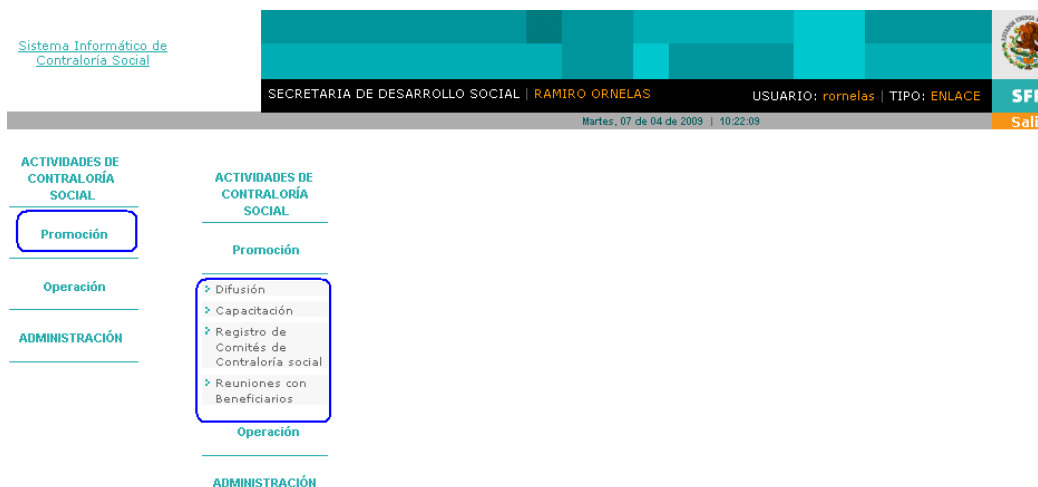 Sistema Informático de
Contraloría Social
SECRETARIA DE DESARROLLO SOCIAL | RAMIRO ORNELAS
USUARIO: rornelas | TIPO: ENLACE
Martes, 07 de 04 de 2009 | 10:22:09
ACTIVIDADES DE
CONTRALORÍA
SOCIAL
Promoción
Operación
ADMINISTRACIÓN
ACTIVIDADES DE
CONTRALORÍA
SOCIAL
Promoción
Difusión
Capacitación
Registro de
Comités de
Contraloría social
Reuniones con
Beneficiarios
Operación
ADMINISTRACIÓN